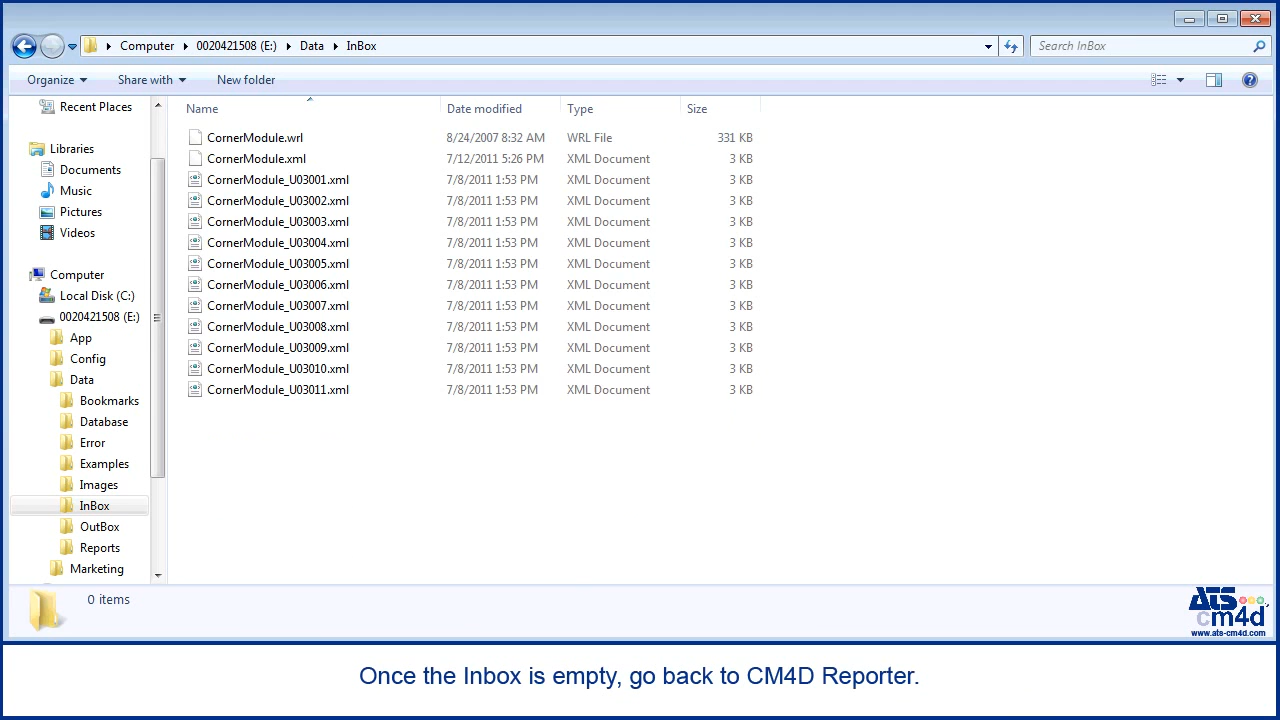 Computer
0020421508 (E:)
Data
InBox
Search InBox
Organize
Share with
New folder
Recent Places
Libraries
Documents
Music
Pictures
Videos
Computer
Local Disk (C:)
0020421508 (E:)
App
Config
Data
Bookmarks
Database
Error
Examples
Images
InBox
OutBox
Reports
Marketing
Name Date modified Type Size
CornerModule.wrl 8/24/2007 8:32 AM WRL File 331 KB
CornerModule.xml 7/12/2011 5:26 PM XML Document 3 KB
CornerModule_U03001.xml 7/8/2011 1:53 PM XML Document 3 KB
CornerModule_U03002.xml 7/8/2011 1:53 PM XML Document 3 KB
CornerModule_U03003.xml 7/8/2011 1:53 PM XML Document 3 KB
CornerModule_U03004.xml 7/8/2011 1:53 PM XML Document 3 KB
CornerModule_U03005.xml 7/8/2011 1:53 PM XML Document 3 KB
CornerModule_U03006.xml 7/8/2011 1:53 PM XML Document 3 KB
CornerModule_U03007.xml 7/8/2011 1:53 PM XML Document 3 KB
CornerModule_U03008.xml 7/8/2011 1:53 PM XML Document 3 KB
CornerModule_U03009.xml 7/8/2011 1:53 PM XML Document 3 KB
CornerModule_U03010.xml 7/8/2011 1:53 PM XML Document 3 KB
CornerModule_U03011.xml 7/8/2011 1:53 PM XML Document 3 KB
0 items
ATS
cm4d
www.ats-cm4d.com
Once the Inbox is empty, go back to CM4D Reporter.